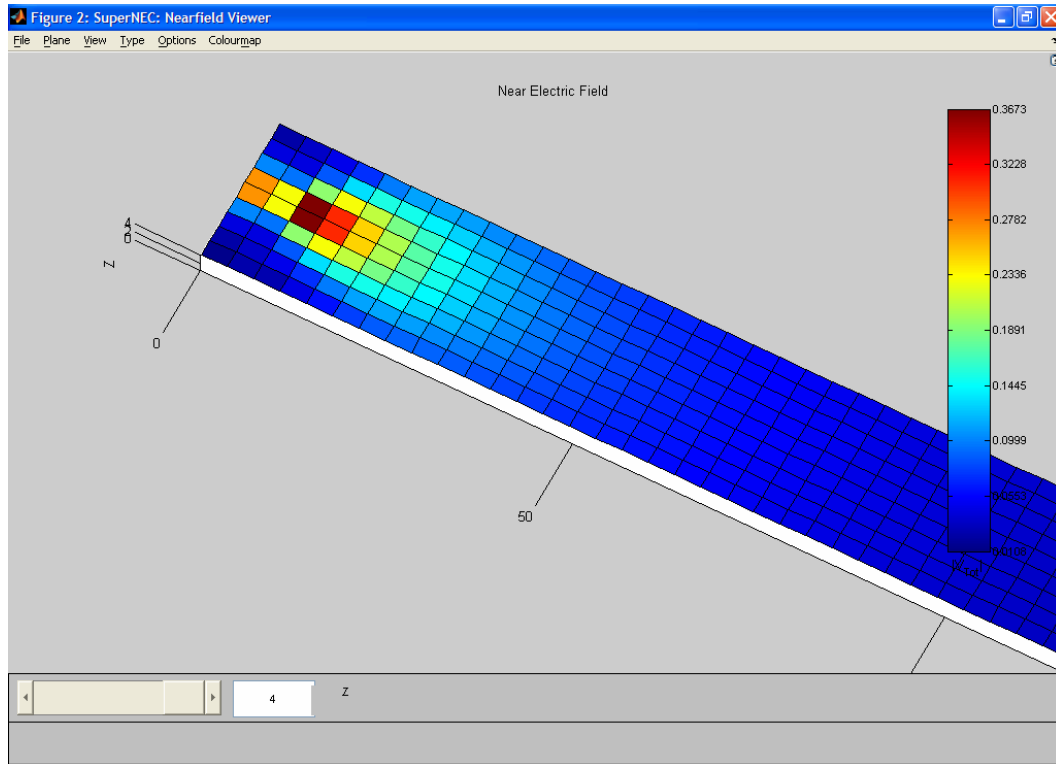 Figure 2: SuperNEC: Nearfield Viewer
File Plane View Type Options Colourmap
Near Electric Field
0.3673
0.3228
0.2782
0.2336
0.1891
0.1445
0.0999
4
2
0
Z
0
50
4
Z